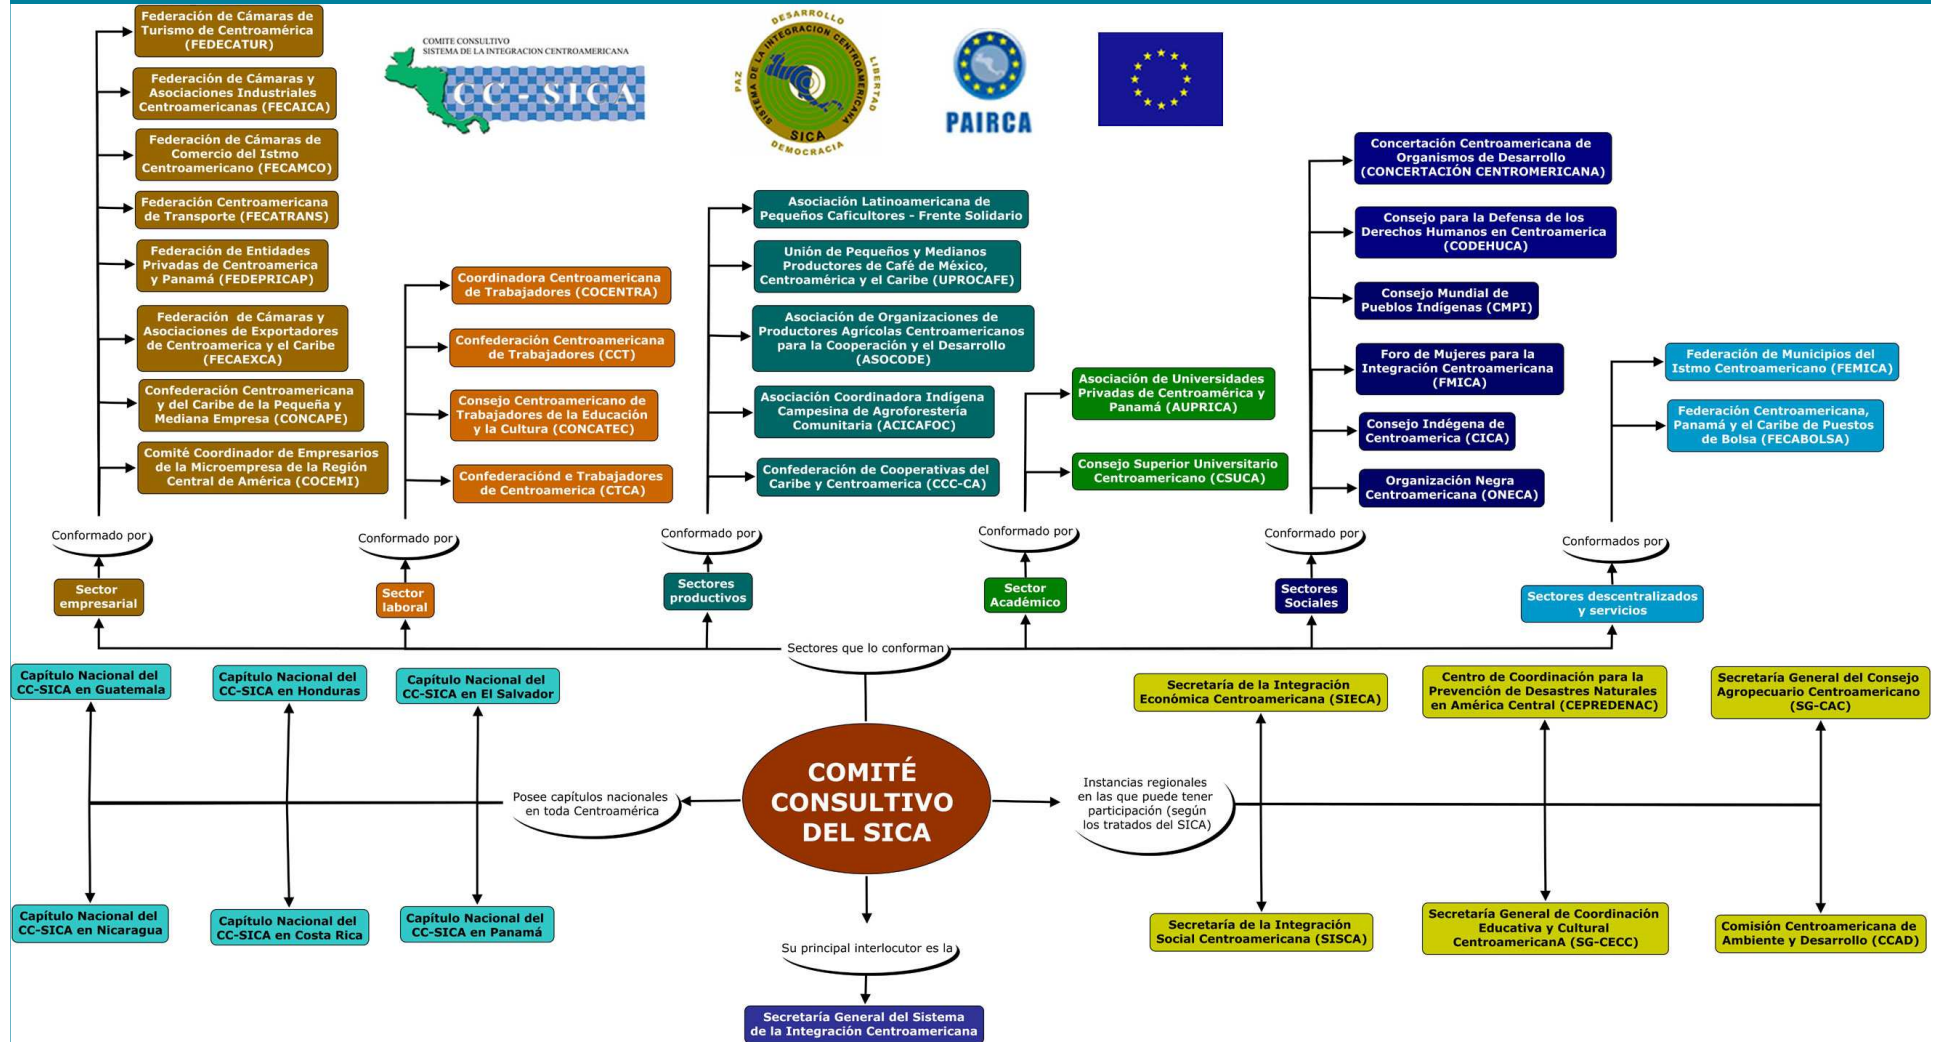 Federación de Cámaras de
Turismo de Centroamérica
(FEDECATUR)
Federación de Cámaras y
Asociaciones Industriales
Centroamericanas (FECAICA)
Federación de Cámaras de
Comercio del Istmo
Centroamericano (FECAMCO)
Federación Centroamericana
de Transporte (FECATRANS)
Federación de Entidades
Privadas de Centroamerica
y Panamá (FEDEPRICAP)
Federación de Cámaras y
Asociaciones de Exportadores
de Centroamerica y el Caribe
(FECAEXCA)
Confederación Centroamericana
y del Caribe de la Pequeña y
Mediana Empresa (CONCAPE)
Comité Coordinador de Empresarios
de la Microempresa de la Región
Central de América (COCEMI)
Conformado por
Sector
empresarial
COMITE CONSULTIVO
SISTEMA DE LA INTEGRACION CENTROAMERICANA
CC - SICA
DESARROLLO
PAZ
LIBERTAD
DEMOCRACIA
SISTEMA DE LA INTEGRACION CENTROAMERICANA
SICA
PAIRCA
Coordinadora Centroamericana
de Trabajadores (COCENTRA)
Confederación Centroamericana
de Trabajadores (CCT)
Consejo Centroamericano de
Trabajadores de la Educación
y la Cultura (CONCATEC)
Confederaciónd e Trabajadores
de Centroamerica (CTCA)
Conformado por
Sector
laboral
Asociación Latinoamericana de
Pequeños Caficultores - Frente Solidario
Unión de Pequeños y Medianos
Productores de Café de México,
Centroamérica y el Caribe (UPROCAFE)
Asociación de Organizaciones de
Productores Agrícolas Centroamericanos
para la Cooperación y el Desarrollo
(ASOCODE)
Asociación Coordinadora Indígena
Campesina de Agroforestería
Comunitaria (ACICAFOC)
Confederación de Cooperativas del
Caribe y Centroamerica (CCC-CA)
Conformado por
Sectores
productivos
Asociación de Universidades
Privadas de Centroamérica y
Panamá (AUPRICA)
Consejo Superior Universitario
Centroamericano (CSUCA)
Conformado por
Sector
Académico
Concertación Centroamericana de
Organismos de Desarrollo
(CONCERTACIÓN CENTROMERICANA)
Consejo para la Defensa de los
Derechos Humanos en Centroamerica
(CODEHUCA)
Consejo Mundial de
Pueblos Indígenas (CMPI)
Foro de Mujeres para la
Integración Centroamericana
(FMICA)
Consejo Indégena de
Centroamerica (CICA)
Organización Negra
Centroamericana (ONECA)
Conformado por
Sectores
Sociales
Federación de Municipios del
Istmo Centroamericano (FEMICA)
Federación Centroamericana,
Panamá y el Caribe de Puestos
de Bolsa (FECABOLSA)
Conformados por
Sectores descentralizados
y servicios
Sectores que lo conforman
Capítulo Nacional del
CC-SICA en Guatemala
Capítulo Nacional del
CC-SICA en Honduras
Capítulo Nacional del
CC-SICA en El Salvador
Posee capítulos nacionales
en toda Centroamérica
Capítulo Nacional del
CC-SICA en Nicaragua
Capítulo Nacional del
CC-SICA en Costa Rica
Capítulo Nacional del
CC-SICA en Panamá
COMITÉ
CONSULTIVO
DEL SICA
Instancias regionales
en las que puede tener
participación (según
los tratados del SICA)
Secretaría de la Integración
Económica Centroamericana (SIECA)
Centro de Coordinación para la
Prevención de Desastres Naturales
en América Central (CEPREDENAC)
Secretaría General del Consejo
Agropecuario Centroamericano
(SG-CAC)
Secretaría de la Integración
Social Centroamericana (SISCA)
Secretaría General de Coordinación
Educativa y Cultural
CentroamericanA (SG-CECC)
Comisión Centroamericana de
Ambiente y Desarrollo (CCAD)
Su principal interlocutor es la
Secretaría General del Sistema
de la Integración Centroamericana